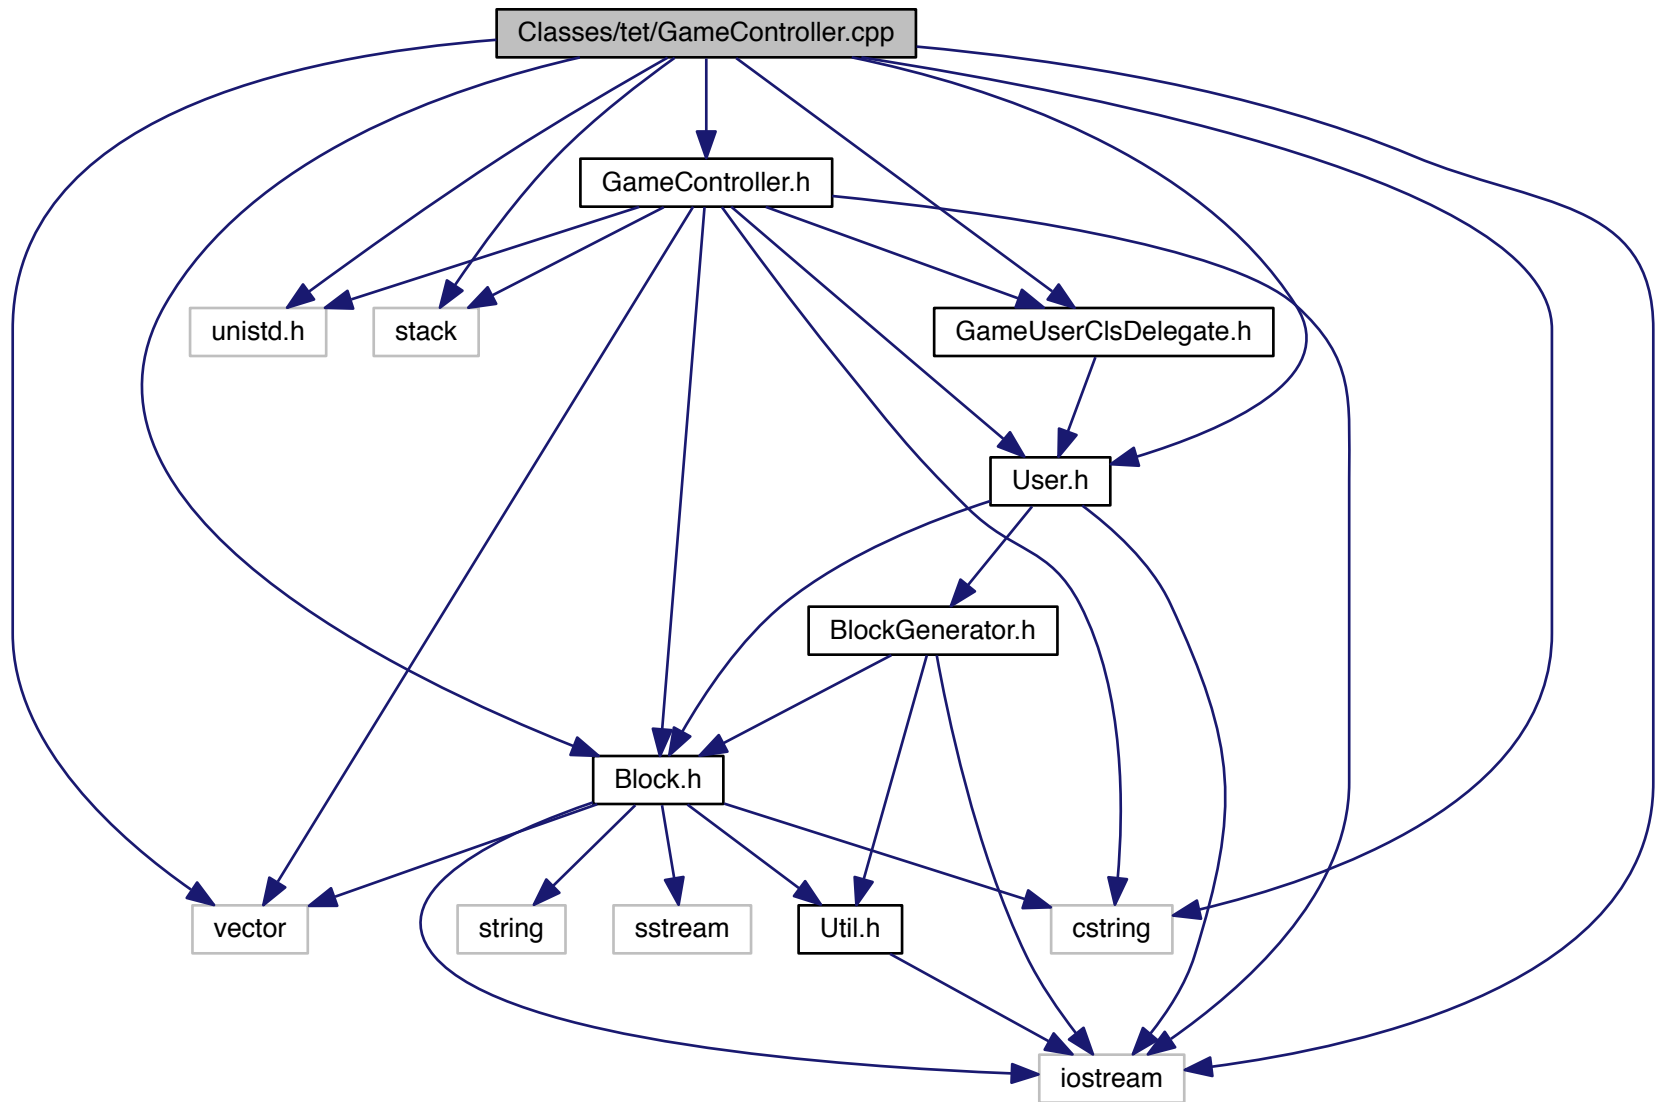 Classes/tet/GameController.cpp
GameController.h
unistd.h
stack
GameUserClsDelegate.h
User.h
BlockGenerator.h
Block.h
vector
string
sstream
Util.h
cstring
iostream